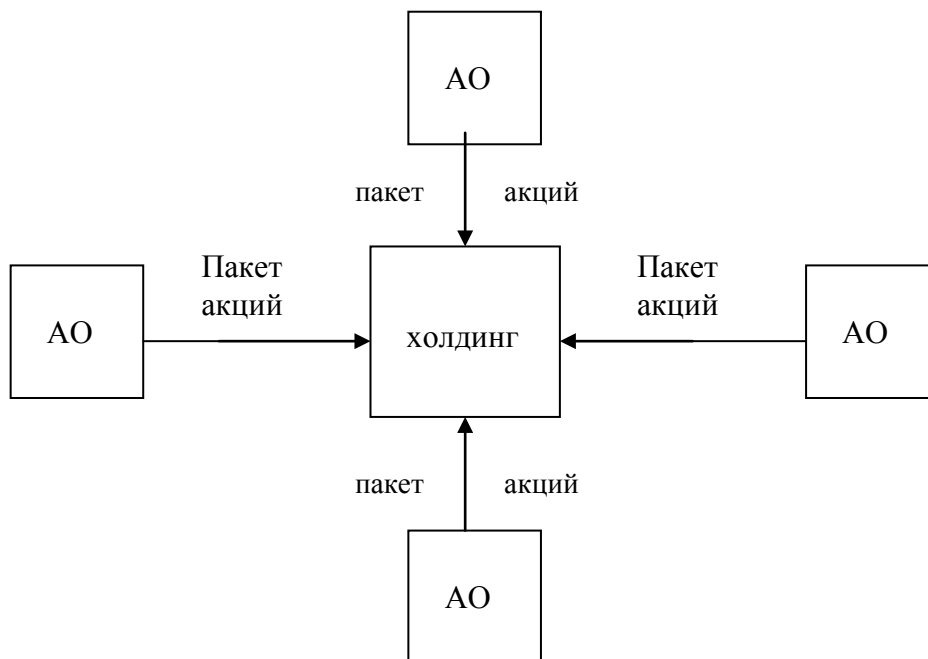 АО
пакет акций
Пакет
акций
Пакет
акций
АО
холдинг
АО
пакет акций
АО